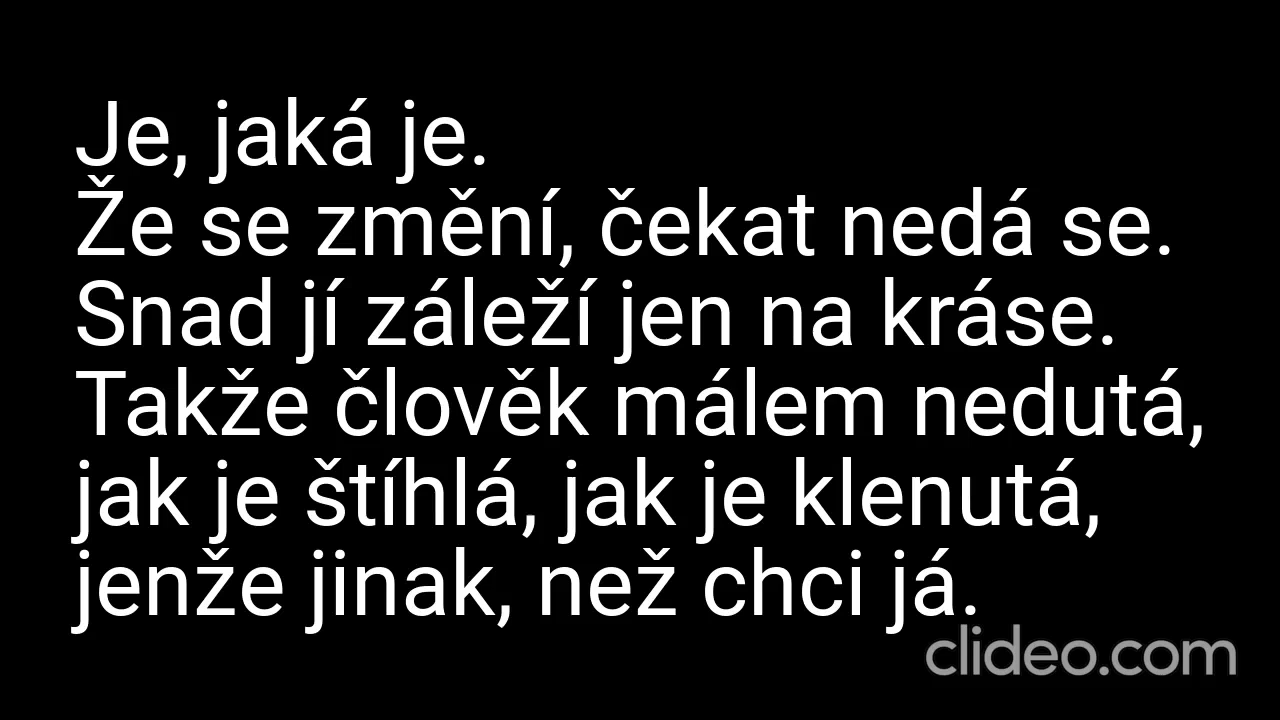 Je, jaká je.
Že se změní, čekat nedá se.
Snad jí záleží jen na kráse.
Takže člověk málem nedutá,
jak je štíhlá, jak je klenutá,
jenže jinak, než chci já.
clideo.com